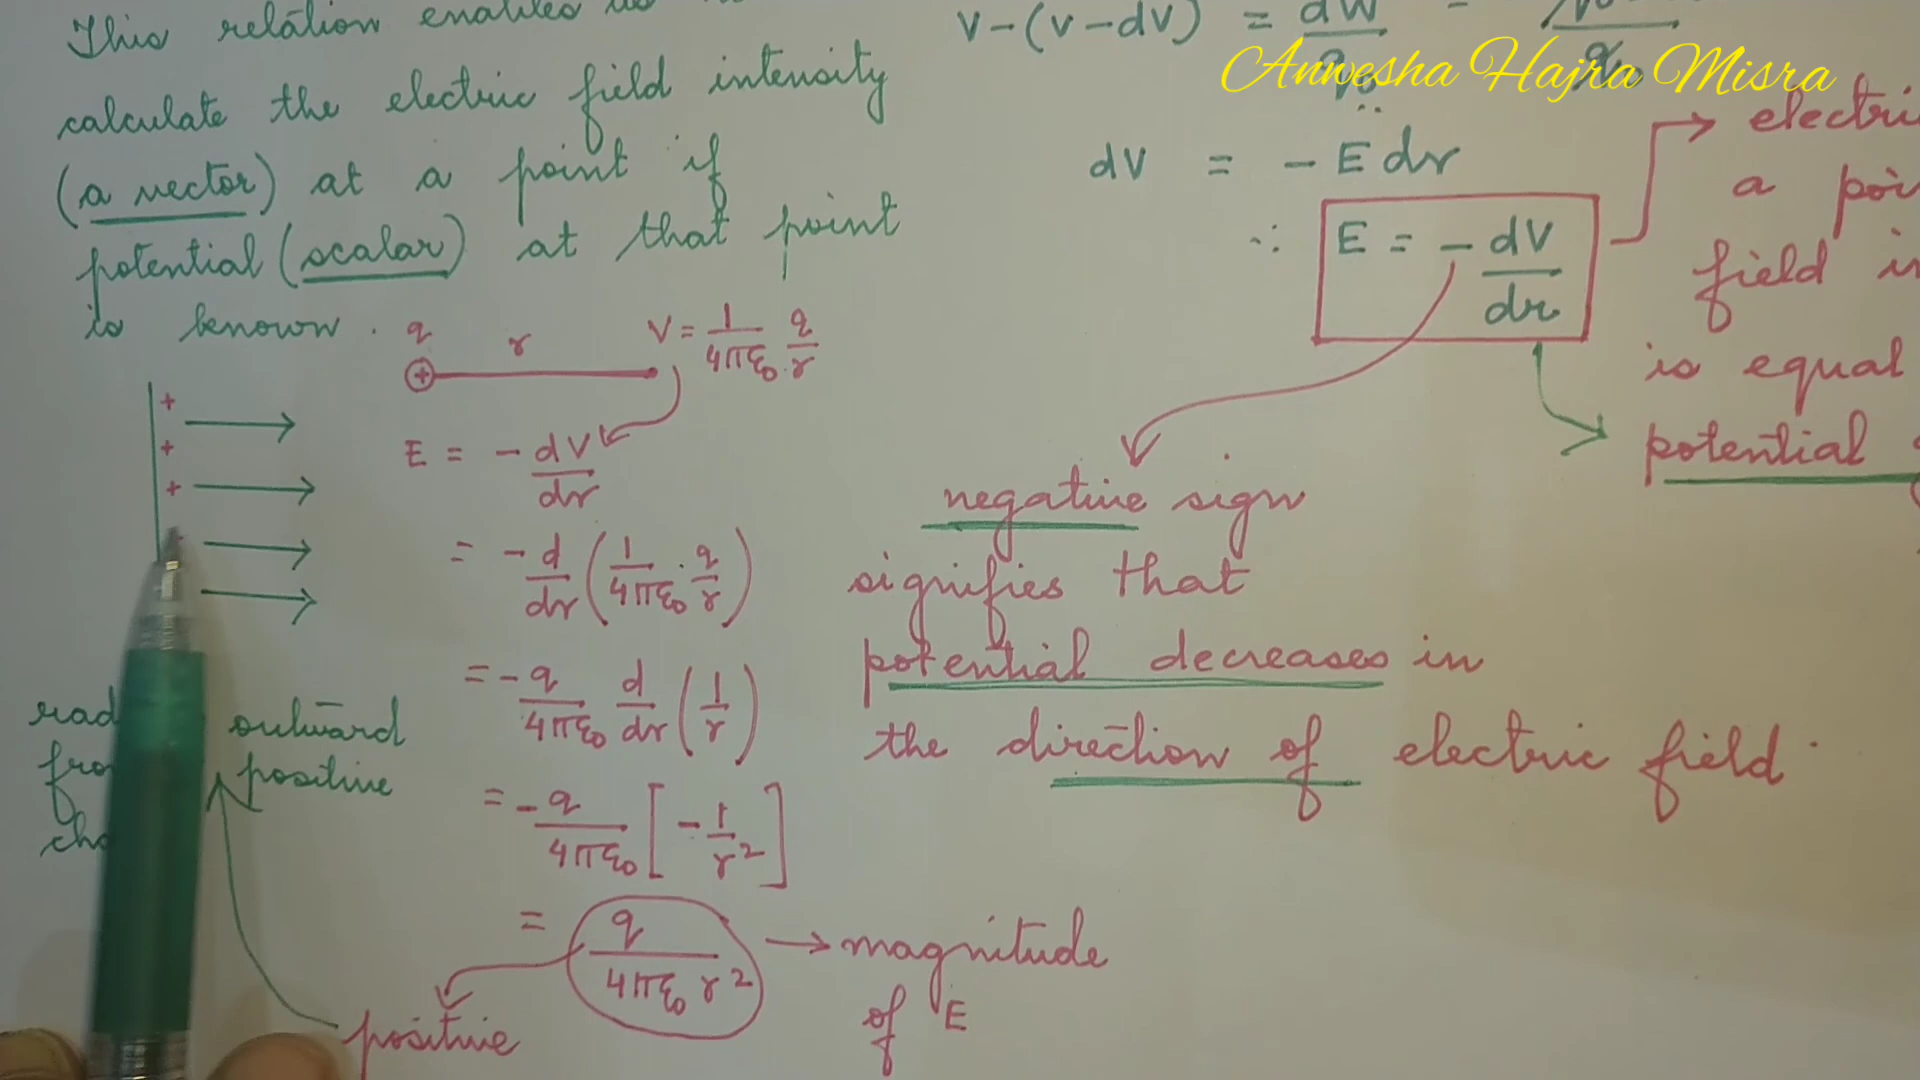 This relation enables us
calculate the electric field intensity
(a vector) at a point if
potential (scalar) at that point
is known.
q r V = 1/4πε₀ · q/r
+
+
+
+
E = - dV/dr
= - d/dr (1/4πε₀ · q/r)
= - q/4πε₀ d/dr (1/r)
= - q/4πε₀ [- 1/r²]
= q/4πε₀ r² → magnitude
of E
positive
outward
positive
V - (V - dV) = dW
Anwesha Hajra Misra
dV = - E dr
∴ E = - dV/dr
negative sign
signifies that
potential decreases in
the direction of electric field.
a
field
is equal
potential